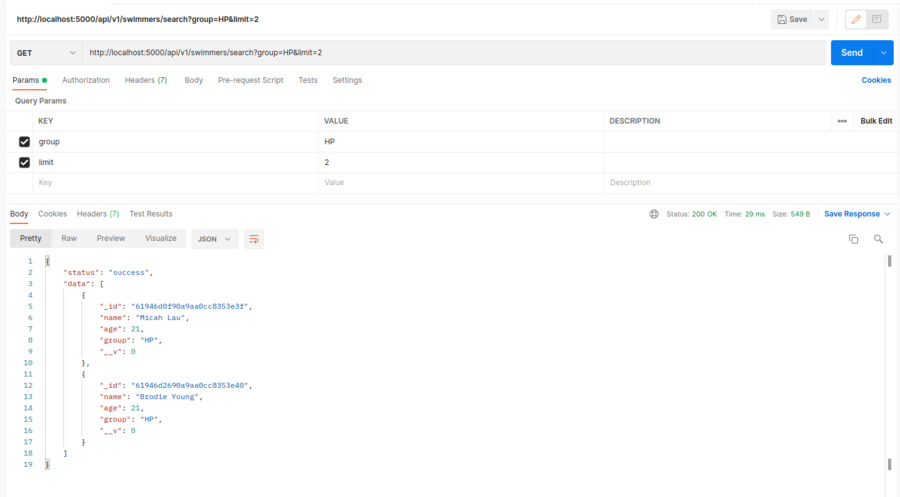 http://localhost:5000/api/v1/swimmers/search?group=HP&limit=2 Save
GET http://localhost:5000/api/v1/swimmers/search?group=HP&limit=2 Send
Params Authorization Headers (7) Body Pre-request Script Tests Settings Cookies
Query Params
KEY VALUE DESCRIPTION ••• Bulk Edit
group HP
limit 2
Key Value Description
Body Cookies Headers (7) Test Results Status: 200 OK Time: 29 ms Size: 549 B Save Response
Pretty Raw Preview Visualize JSON
1 {
2 "status": "success",
3 "data": [
4 {
5 "_id": "61946d0f90a9aa0cc8353e3f",
6 "name": "Micah Lau",
7 "age": 21,
8 "group": "HP",
9 "__v": 0
10 },
11 {
12 "_id": "61946d2690a9aa0cc8353e40",
13 "name": "Brodie Young",
14 "age": 21,
15 "group": "HP",
16 "__v": 0
17 }
18 ]
19 }